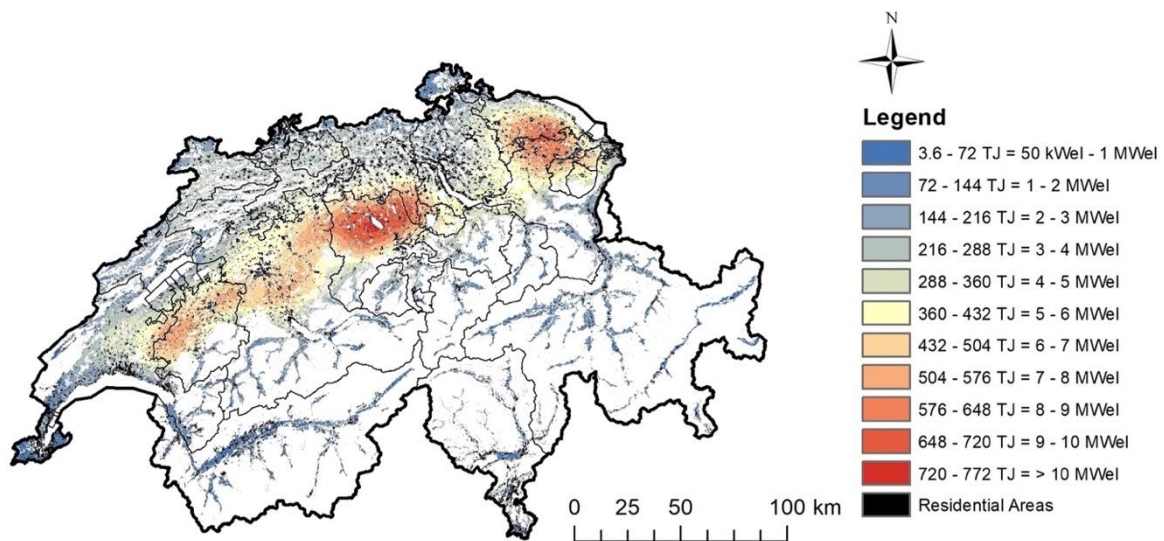 N
Legend
3.6 - 72 TJ = 50 kWel - 1 MWel
72 - 144 TJ = 1 - 2 MWel
144 - 216 TJ = 2 - 3 MWel
216 - 288 TJ = 3 - 4 MWel
288 - 360 TJ = 4 - 5 MWel
360 - 432 TJ = 5 - 6 MWel
432 - 504 TJ = 6 - 7 MWel
504 - 576 TJ = 7 - 8 MWel
576 - 648 TJ = 8 - 9 MWel
648 - 720 TJ = 9 - 10 MWel
720 - 772 TJ = > 10 MWel
Residential Areas
0 25 50 100 km